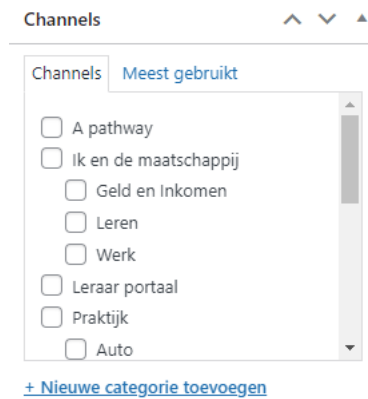 Channels
Channels Meest gebruikt
A pathway
Ik en de maatschappij
Geld en Inkomen
Leren
Werk
Leraar portaal
Praktijk
Auto
+ Nieuwe categorie toevoegen